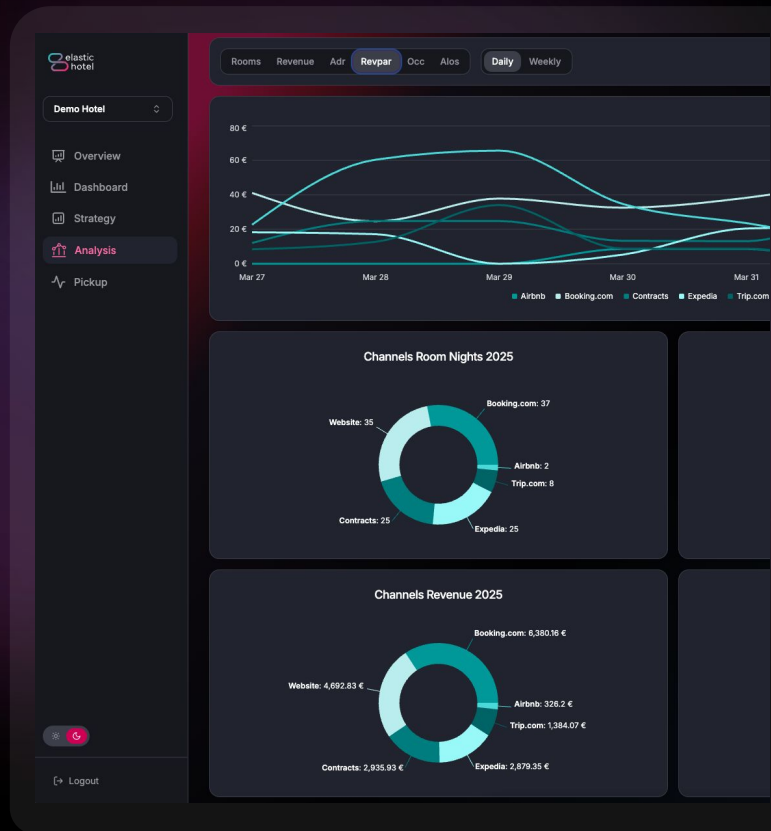 elastic
hotel
Demo Hotel
Overview
Dashboard
Strategy
Analysis
Pickup
Logout
Rooms Revenue Adr Revpar Occ Alos Daily Weekly
80 €
60 €
40 €
20 €
0 €
Mar 27 Mar 28 Mar 29 Mar 30 Mar 31
Airbnb Booking.com Contracts Expedia Trip.com
Channels Room Nights 2025
Booking.com: 37
Website: 35
Airbnb: 2
Trip.com: 8
Contracts: 25
Expedia: 25
Channels Revenue 2025
Booking.com: 6,380.16 €
Website: 4,692.83 €
Airbnb: 326.2 €
Trip.com: 1,384.07 €
Contracts: 2,935.93 €
Expedia: 2,879.35 €